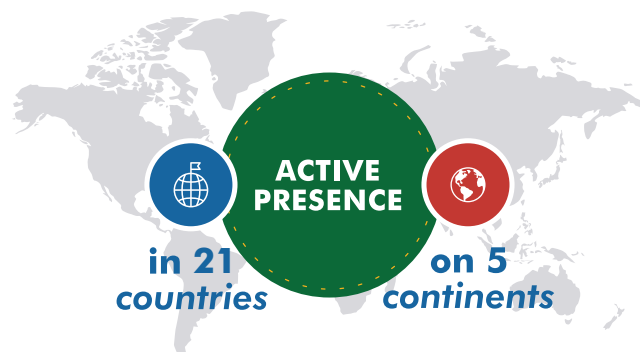 ACTIVE
PRESENCE
in 21
countries
on 5
continents